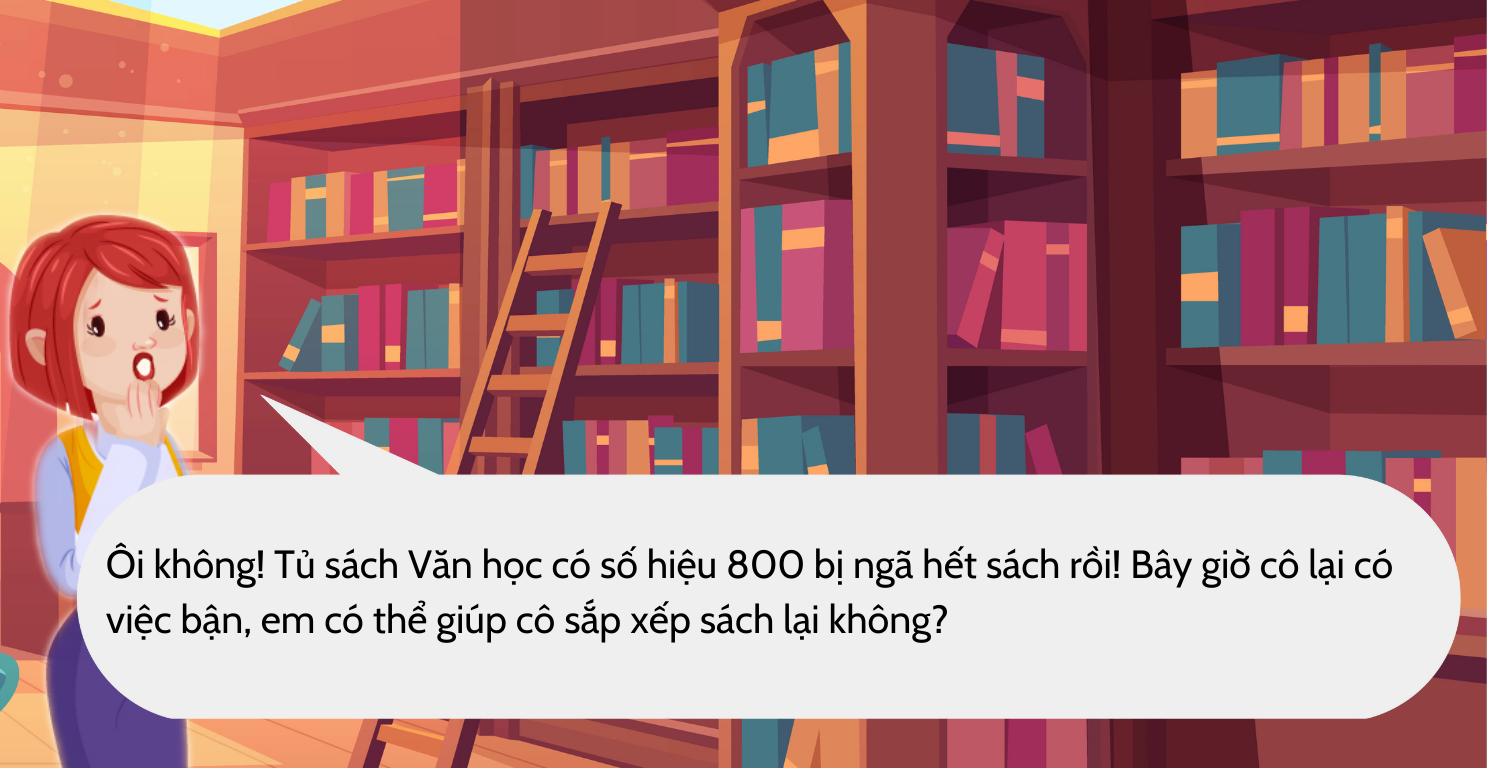 Ôi không! Tủ sách Văn học có số hiệu 800 bị ngã hết sách rồi! Bây giờ cô lại có
việc bận, em có thể giúp cô sắp xếp sách lại không?